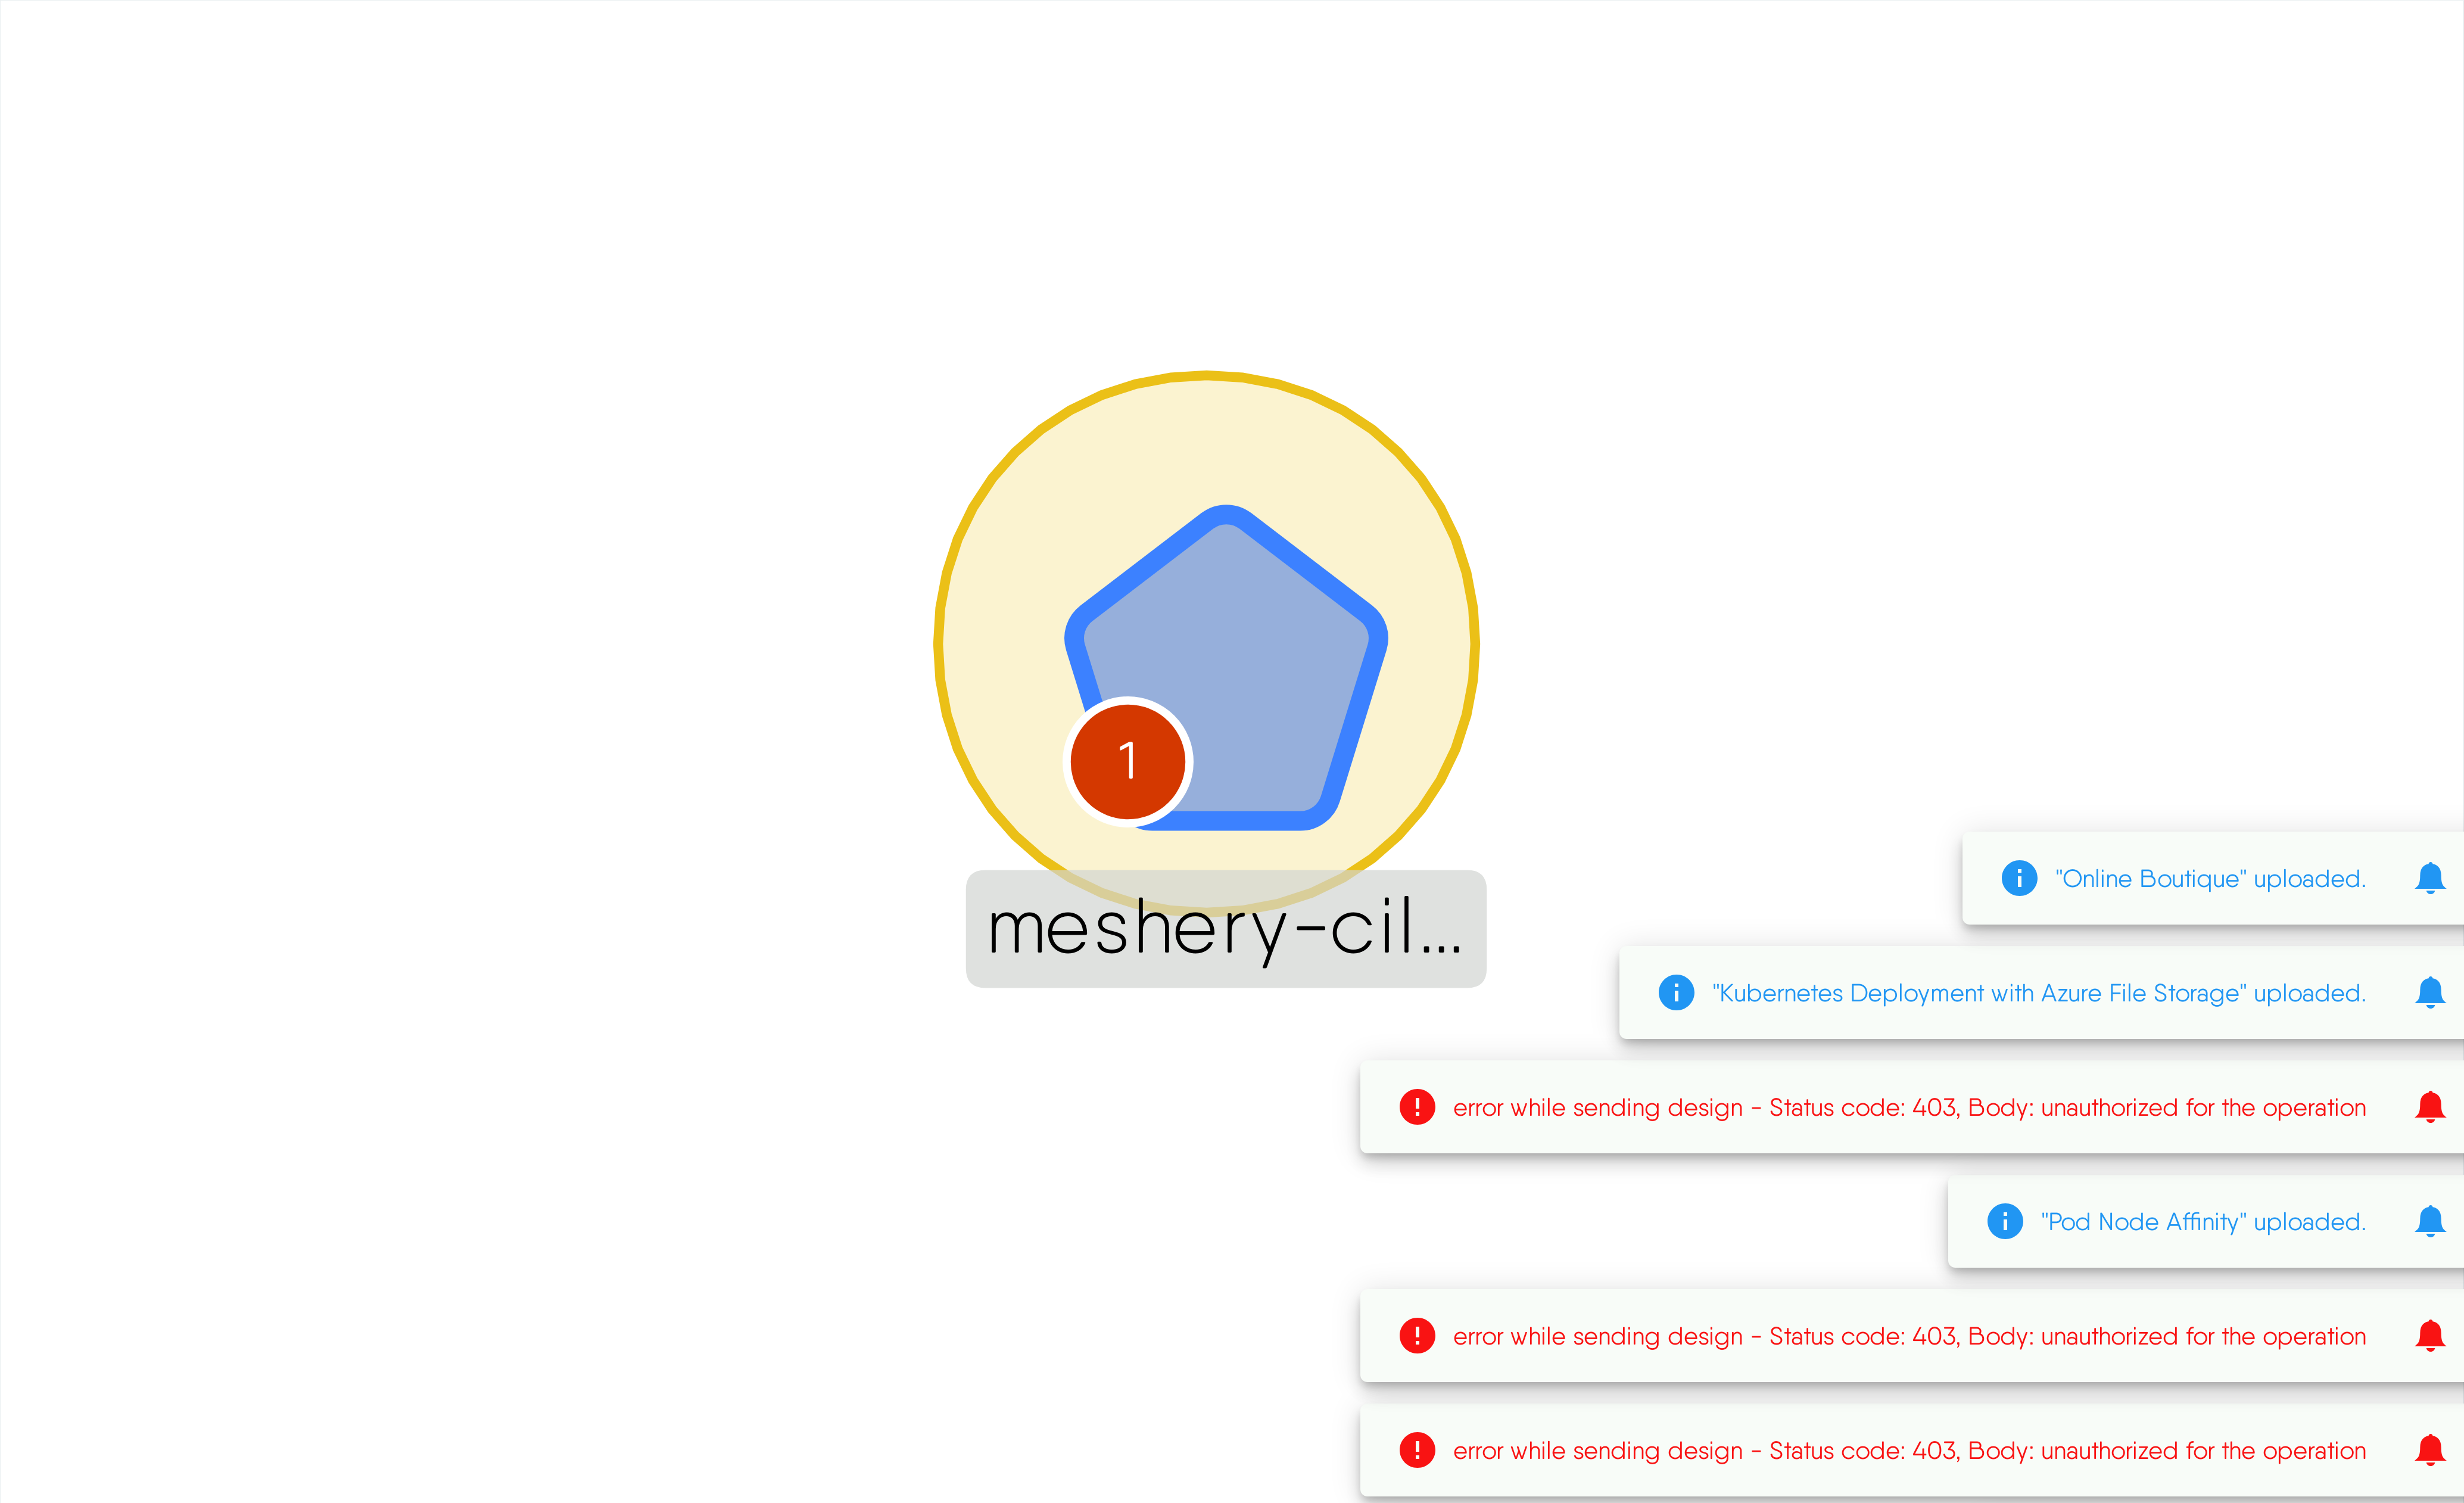 1
meshery-cil...
"Online Boutique" uploaded.
"Kubernetes Deployment with Azure File Storage" uploaded.
error while sending design - Status code: 403, Body: unauthorized for the operation
"Pod Node Affinity" uploaded.
error while sending design - Status code: 403, Body: unauthorized for the operation
error while sending design - Status code: 403, Body: unauthorized for the operation